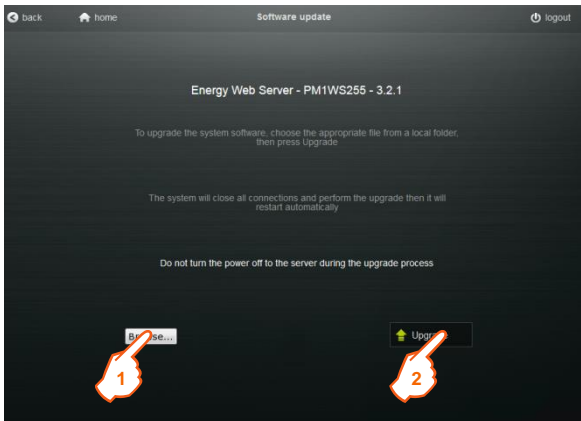 back home Software update logout
Energy Web Server - PM1WS255 - 3.2.1
To upgrade the system software, choose the appropriate file from a local folder,
then press Upgrade
The system will close all connections and perform the upgrade then it will
restart automatically
Do not turn the power off to the server during the upgrade process
Browse... Upgrade
1 2